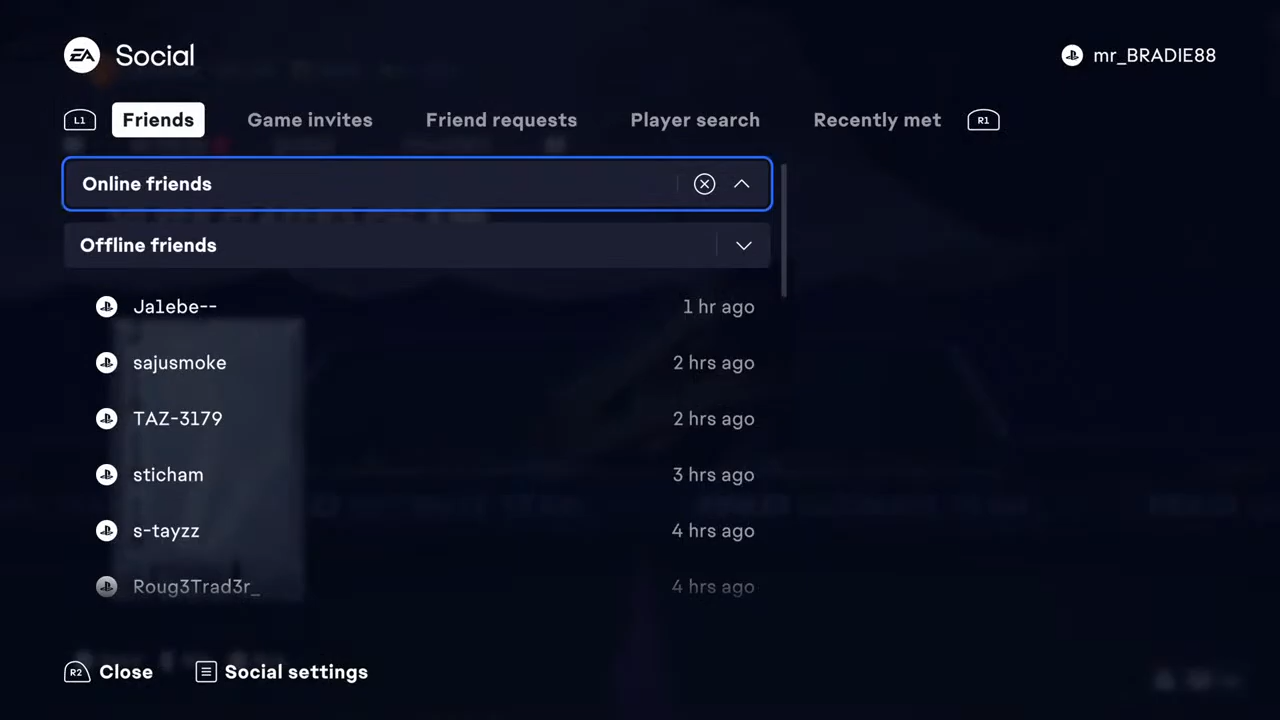 EA Social
mr_BRADIE88
L1 Friends Game invites Friend requests Player search Recently met R1
Online friends
Offline friends
Jalebe-- 1 hr ago
sajusmoke 2 hrs ago
TAZ-3179 2 hrs ago
sticham 3 hrs ago
s-tayzz 4 hrs ago
Roug3Trad3r_ 4 hrs ago
R2 Close Social settings